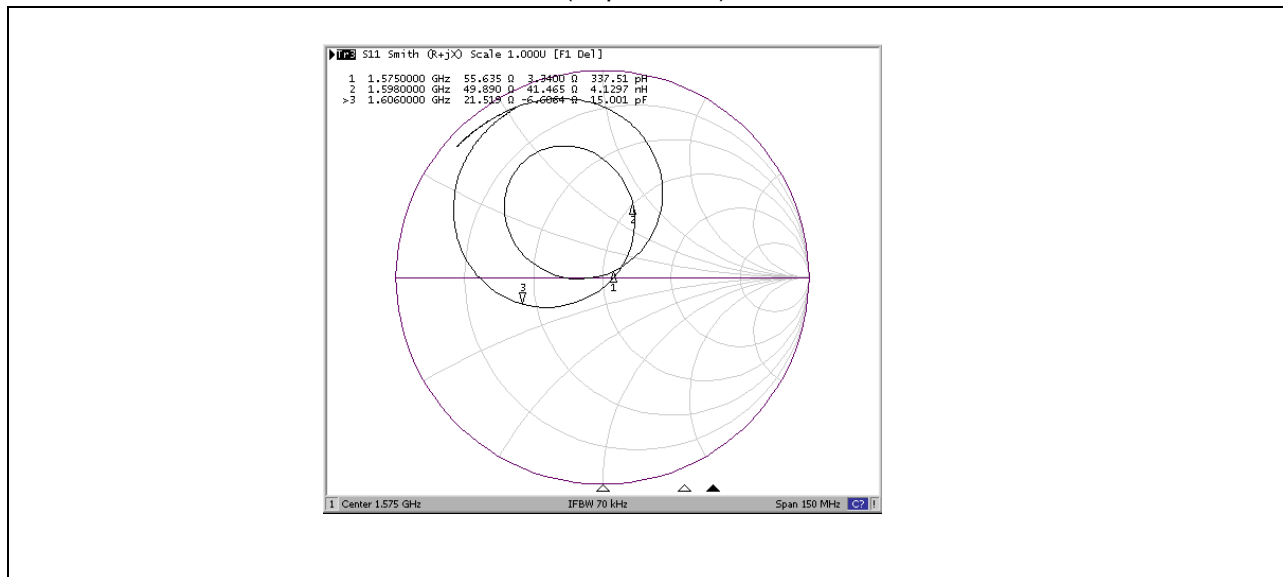 ▶Tr3 S11 Smith (R+jX) Scale 1.000U [F1 Del]
1 1.5750000 GHz 55.635 Ω 3.3400 Ω 337.51 pH
2 1.5980000 GHz 49.890 Ω 41.465 Ω 4.1297 nH
>3 1.6060000 GHz 21.519 Ω -6.6064 Ω 15.001 pF
2
3
1
1 Center 1.575 GHz IFBW 70 kHz Span 150 MHz C? !